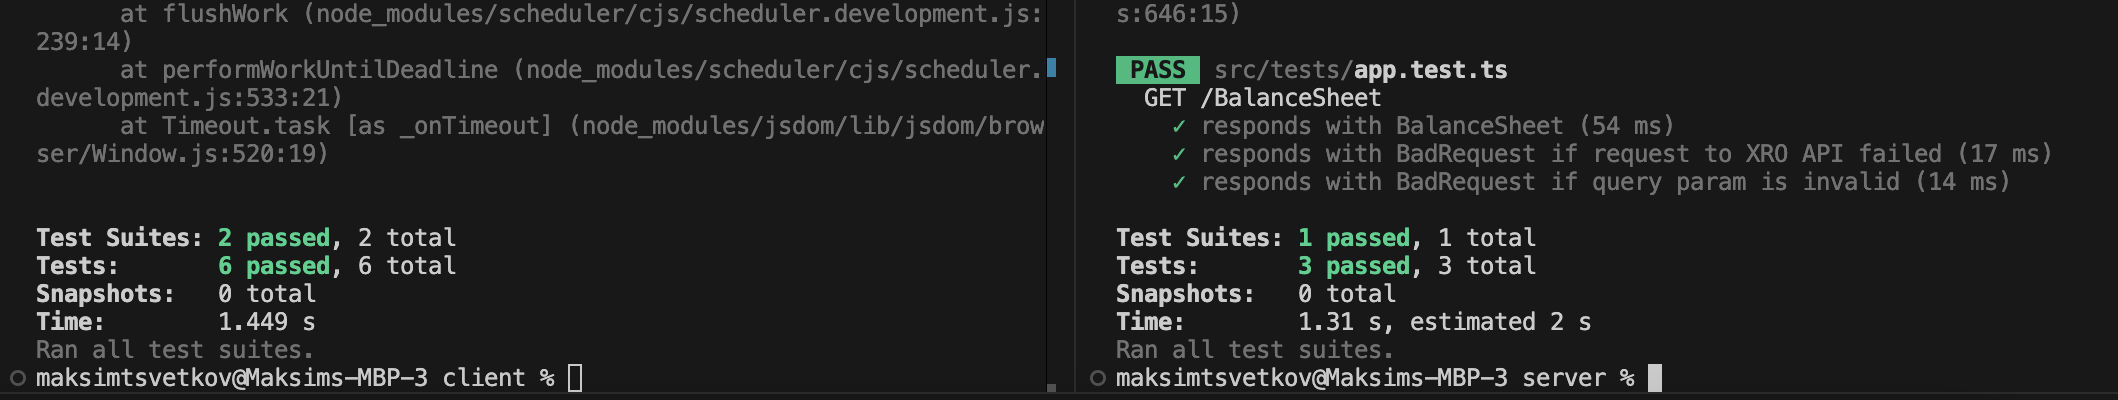 at flushWork (node_modules/scheduler/cjs/scheduler.development.js:
239:14)
at performWorkUntilDeadline (node_modules/scheduler/cjs/scheduler.
development.js:533:21)
at Timeout.task [as _onTimeout] (node_modules/jsdom/lib/jsdom/brow
ser/Window.js:520:19)
Test Suites: 2 passed, 2 total
Tests: 6 passed, 6 total
Snapshots: 0 total
Time: 1.449 s
Ran all test suites.
maksimtsvetkov@Maksims-MBP-3 client %
s:646:15)
PASS src/tests/app.test.ts
GET /BalanceSheet
✓ responds with BalanceSheet (54 ms)
✓ responds with BadRequest if request to XRO API failed (17 ms)
✓ responds with BadRequest if query param is invalid (14 ms)
Test Suites: 1 passed, 1 total
Tests: 3 passed, 3 total
Snapshots: 0 total
Time: 1.31 s, estimated 2 s
Ran all test suites.
maksimtsvetkov@Maksims-MBP-3 server %